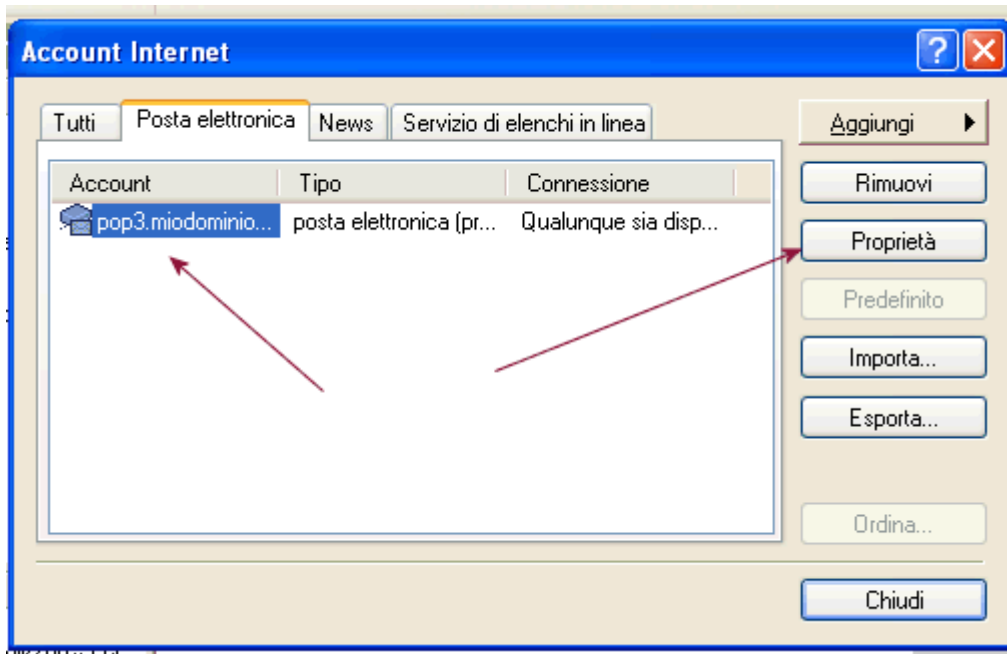 Account Internet
Tutti Posta elettronica News Servizio di elenchi in linea
Aggiungi
Account Tipo Connessione
pop3.miodominio... posta elettronica (pr... Qualunque sia disp...
Rimuovi
Proprietà
Predefinito
Importa...
Esporta...
Ordina...
Chiudi